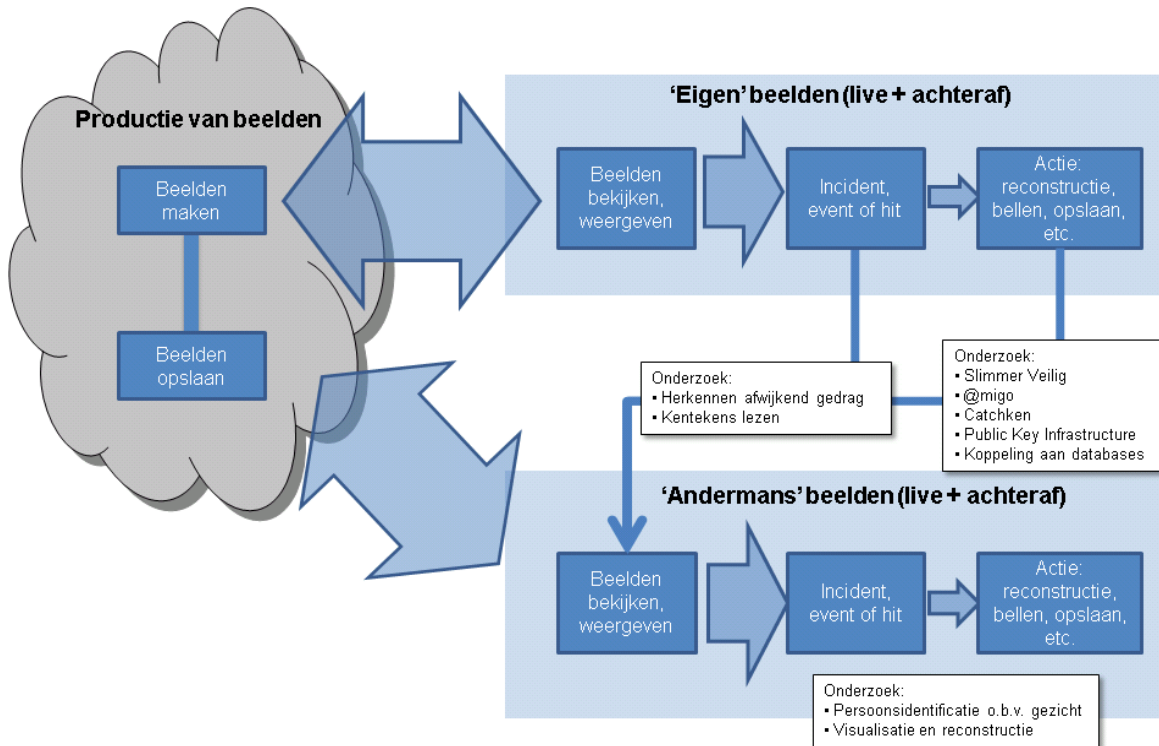 Productie van beelden
Beelden
maken
Beelden
opslaan
‘Eigen’ beelden (live + achteraf)
Beelden
bekijken,
weergeven
Incident,
event of hit
Actie:
reconstructie,
bellen, opslaan,
etc.
Onderzoek:
▪ Herkennen afwijkend gedrag
▪ Kentekens lezen
Onderzoek:
▪ Slimmer Veilig
▪ @migo
▪ Catchken
▪ Public Key Infrastructure
▪ Koppeling aan databases
‘Andermans’ beelden (live + achteraf)
Beelden
bekijken,
weergeven
Incident,
event of hit
Actie:
reconstructie,
bellen, opslaan,
etc.
Onderzoek:
▪ Persoonsidentificatie o.b.v. gezicht
▪ Visualisatie en reconstructie